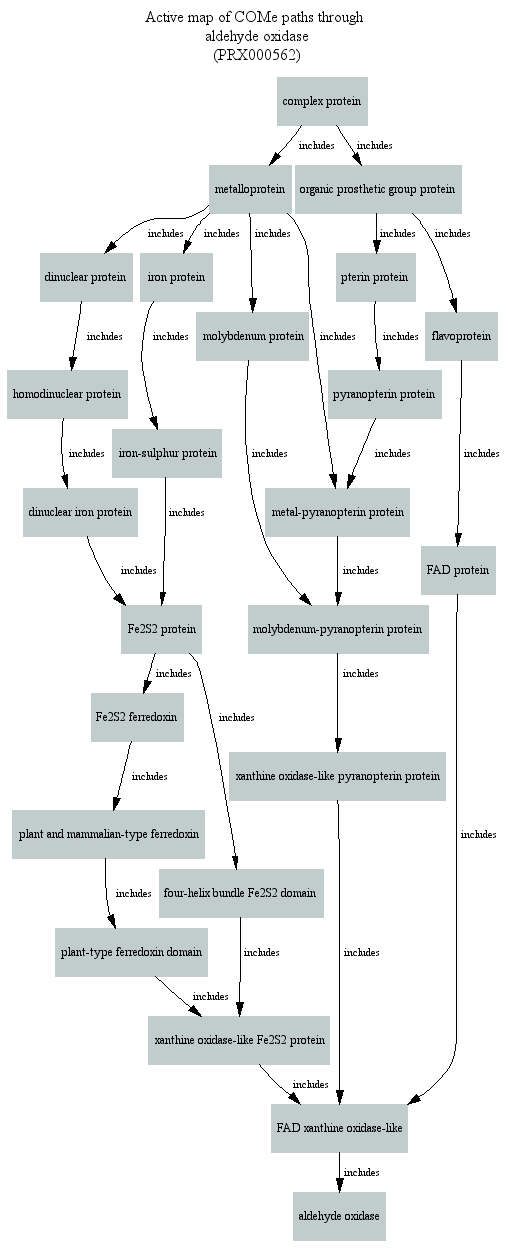 Active map of COMe paths through
aldehyde oxidase
(PRX000562)
complex protein
includes
includes
metalloprotein
organic prosthetic group protein
includes
includes
includes
includes
includes
dinuclear protein
iron protein
pterin protein
molybdenum protein
flavoprotein
includes
includes
includes
includes
homodinuclear protein
pyranopterin protein
iron-sulphur protein
includes
includes
includes
includes
dinuclear iron protein
metal-pyranopterin protein
includes
FAD protein
includes
includes
Fe2S2 protein
molybdenum-pyranopterin protein
includes
includes
Fe2S2 ferredoxin
includes
xanthine oxidase-like pyranopterin protein
includes
plant and mammalian-type ferredoxin
includes
four-helix bundle Fe2S2 domain
includes
plant-type ferredoxin domain
includes
includes
includes
xanthine oxidase-like Fe2S2 protein
includes
FAD xanthine oxidase-like
includes
aldehyde oxidase